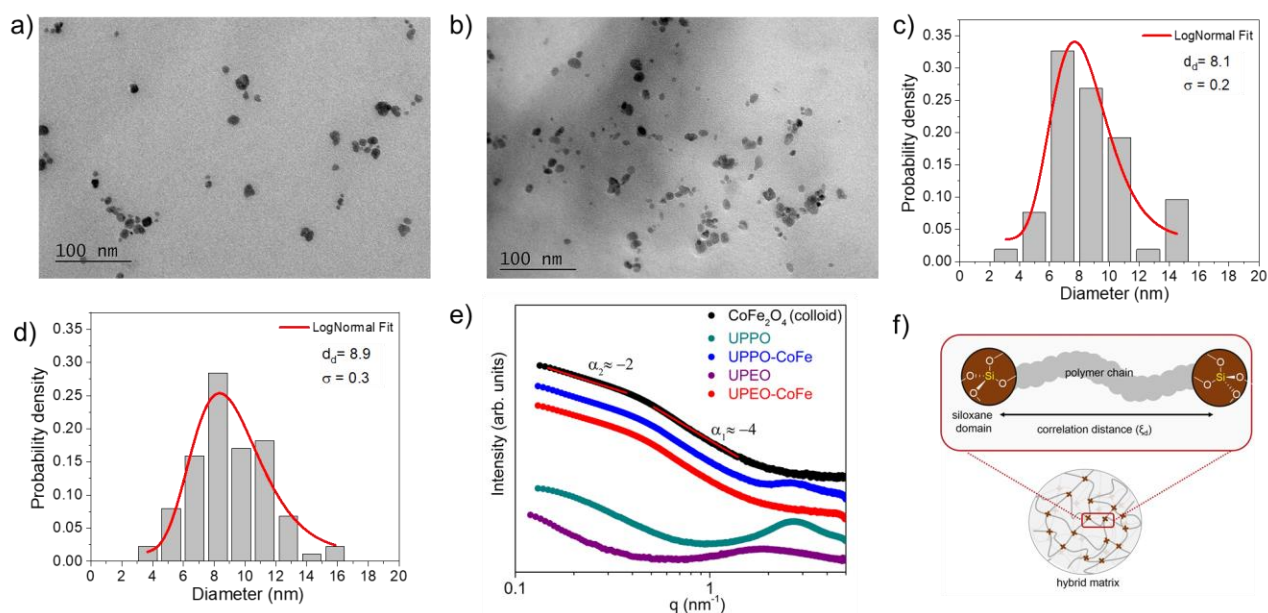 a)
100 nm
b)
100 nm
c)
Probability density
0.35
0.30
0.25
0.20
0.15
0.10
0.05
0.00
0 2 4 6 8 10 12 14 16 18 20
Diameter (nm)
LogNormal Fit
d_d= 8.1
σ = 0.2
d)
Probability density
0.35
0.30
0.25
0.20
0.15
0.10
0.05
0.00
0 2 4 6 8 10 12 14 16 18 20
Diameter (nm)
LogNormal Fit
d_d= 8.9
σ = 0.3
e)
Intensity (arb. units)
α₂≈ −2
α₁≈ −4
CoFe₂O₄ (colloid)
UPPO
UPPO-CoFe
UPEO
UPEO-CoFe
0.1 1
q (nm⁻¹)
f)
O O Si O O
polymer chain
O O Si O O
siloxane
domain
correlation distance (ξ_d)
hybrid matrix